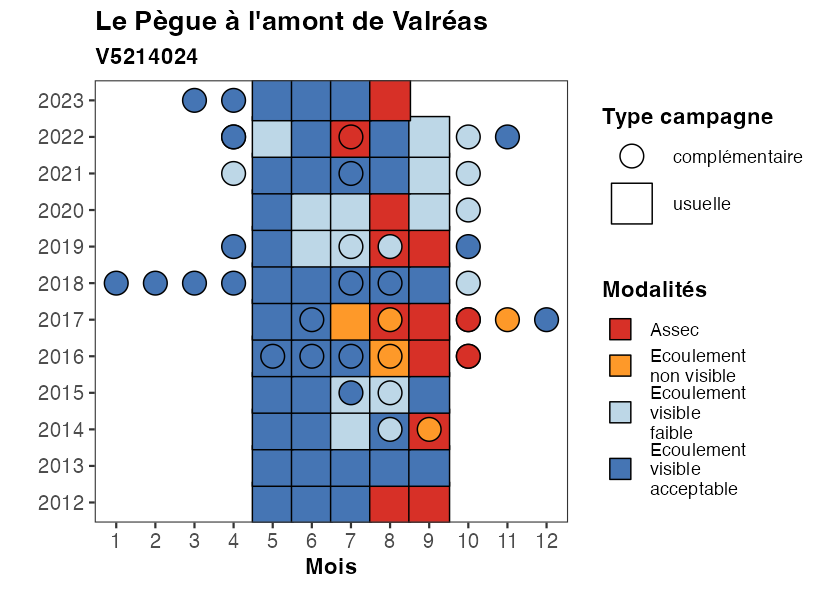 Le Pègue à l'amont de Valréas
V5214024
2023
2022
2021
2020
2019
2018
2017
2016
2015
2014
2013
2012
1 2 3 4 5 6 7 8 9 10 11 12
Mois
Type campagne
complémentaire
usuelle
Modalités
Assec
Ecoulement
non visible
Ecoulement
visible
faible
Ecoulement
visible
acceptable